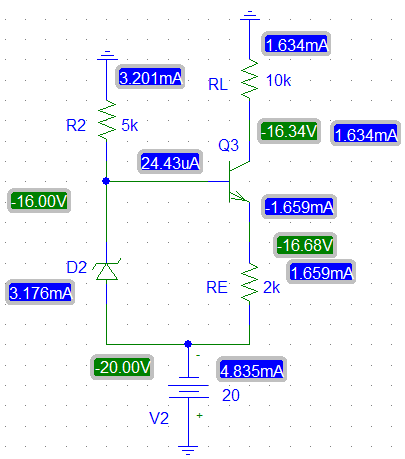 1.634mA
3.201mA
RL
10k
R2
5k
Q3
-16.34V
1.634mA
24.43uA
-16.00V
-1.659mA
-16.68V
D2
1.659mA
3.176mA
RE
2k
-
-20.00V
4.835mA
20
V2
+